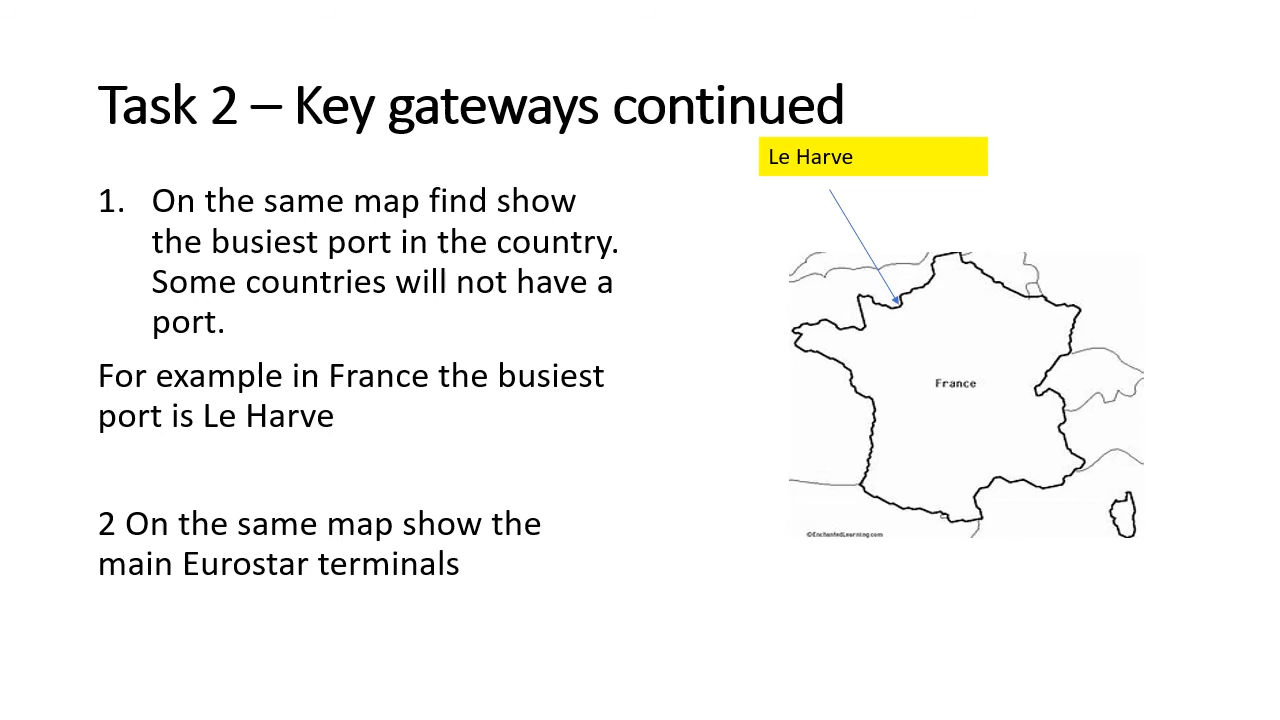 Task 2 – Key gateways continued
Le Harve
1. On the same map find show
the busiest port in the country.
Some countries will not have a
port.
For example in France the busiest
port is Le Harve
2 On the same map show the
main Eurostar terminals
France
©EnchantedLearning.com